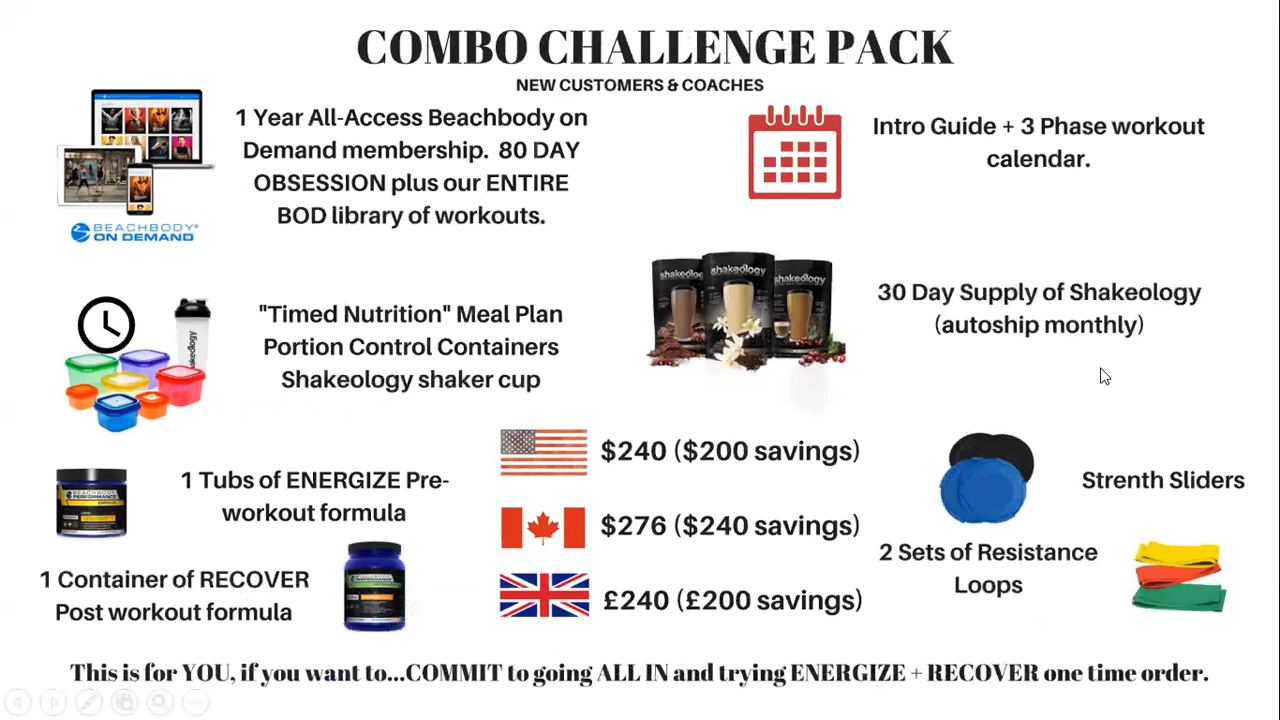 COMBO CHALLENGE PACK
NEW CUSTOMERS & COACHES
1 Year All-Access Beachbody on
Demand membership. 80 DAY
OBSESSION plus our ENTIRE
BOD library of workouts.
BEACHBODY®
ON DEMAND
Intro Guide + 3 Phase workout
calendar.
shakeology
shakeology
shakeology
30 Day Supply of Shakeology
(autoship monthly)
"Timed Nutrition" Meal Plan
Portion Control Containers
Shakeology shaker cup
$240 ($200 savings)
$276 ($240 savings)
£240 (£200 savings)
1 Tubs of ENERGIZE Pre-
workout formula
BEACHBODY
PERFORMANCE
1 Container of RECOVER
Post workout formula
Strenth Sliders
2 Sets of Resistance
Loops
This is for YOU, if you want to...COMMIT to going ALL IN and trying ENERGIZE + RECOVER one time order.